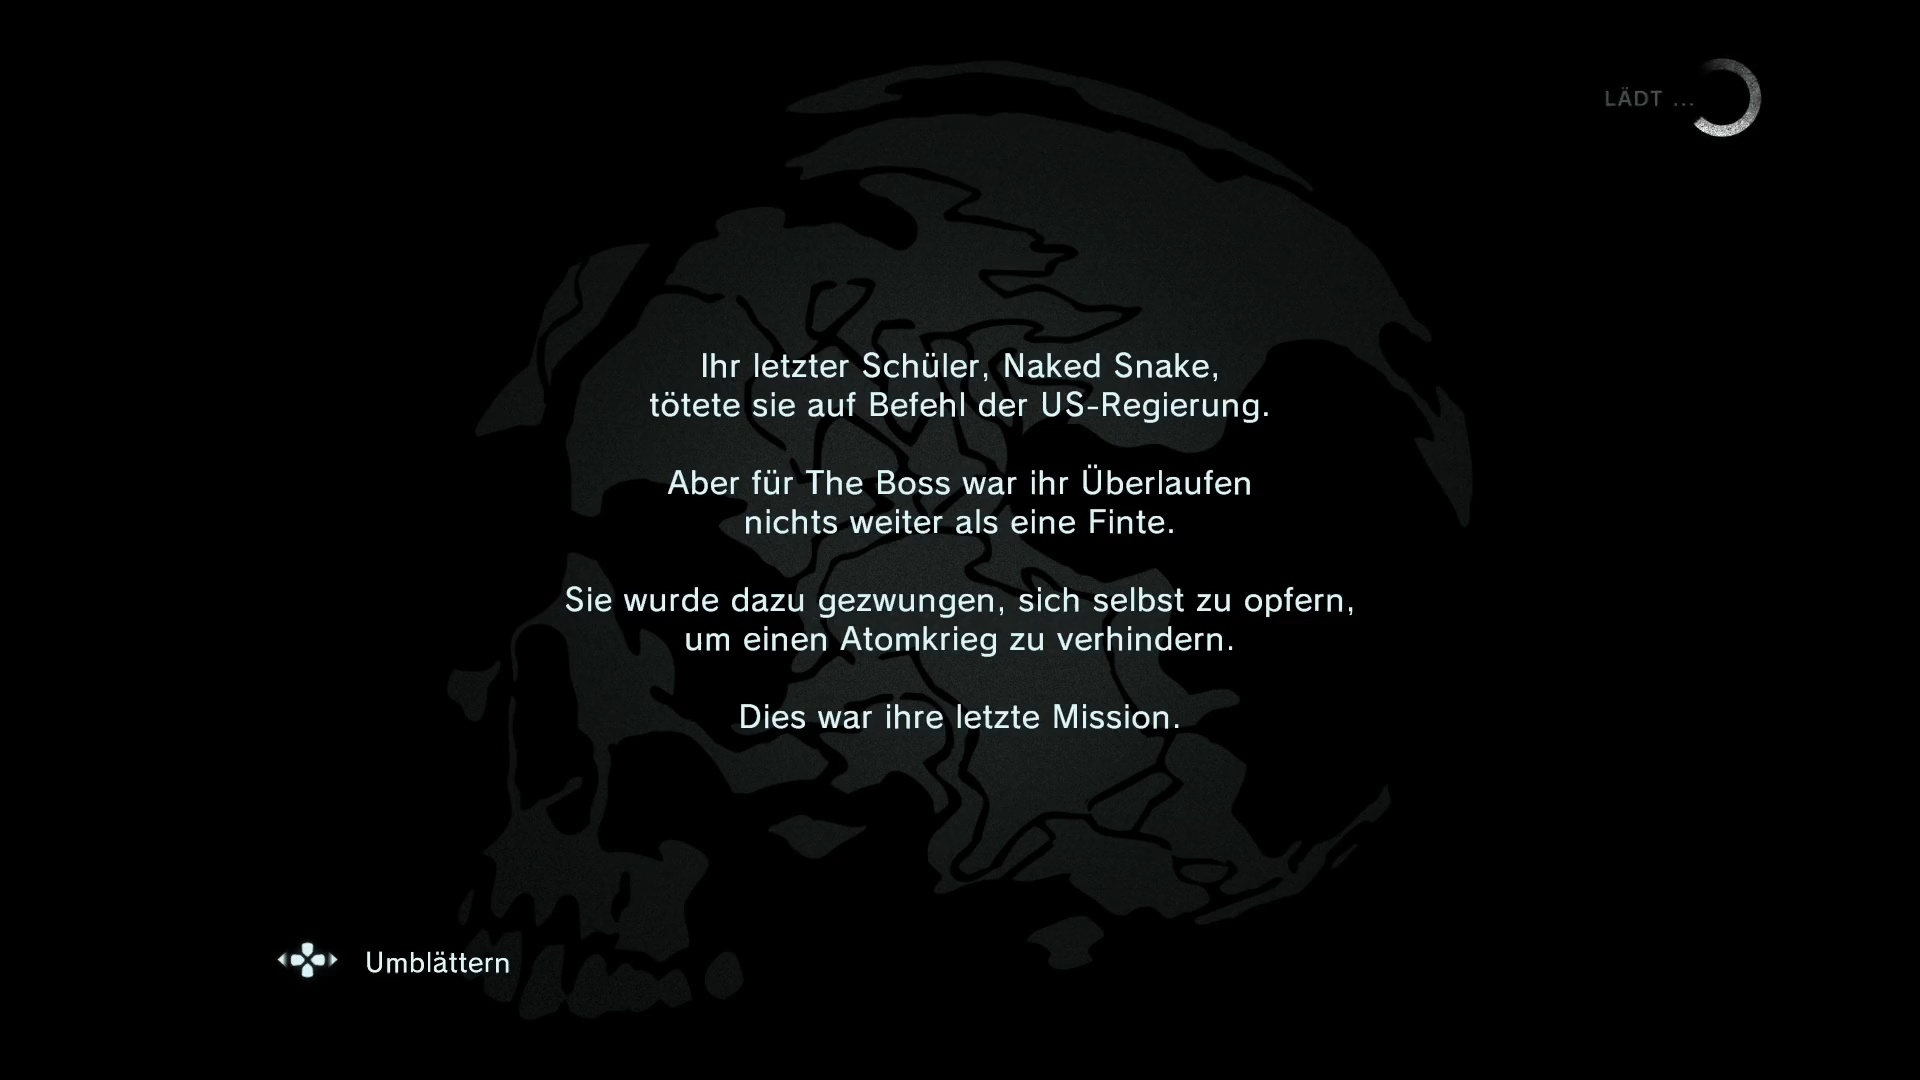 LÄDT ...
Ihr letzter Schüler, Naked Snake,
tötete sie auf Befehl der US-Regierung.
Aber für The Boss war ihr Überlaufen
nichts weiter als eine Finte.
Sie wurde dazu gezwungen, sich selbst zu opfern,
um einen Atomkrieg zu verhindern.
Dies war ihre letzte Mission.
Umblättern